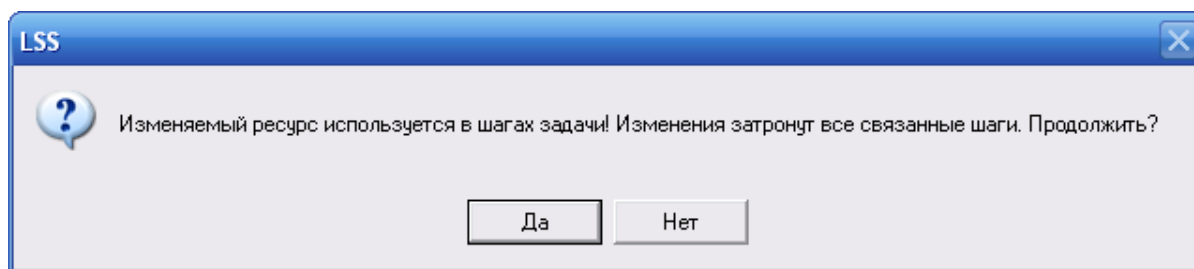 LSS
Изменяемый ресурс используется в шагах задачи! Изменения затронут все связанные шаги. Продолжить?
Да
Нет